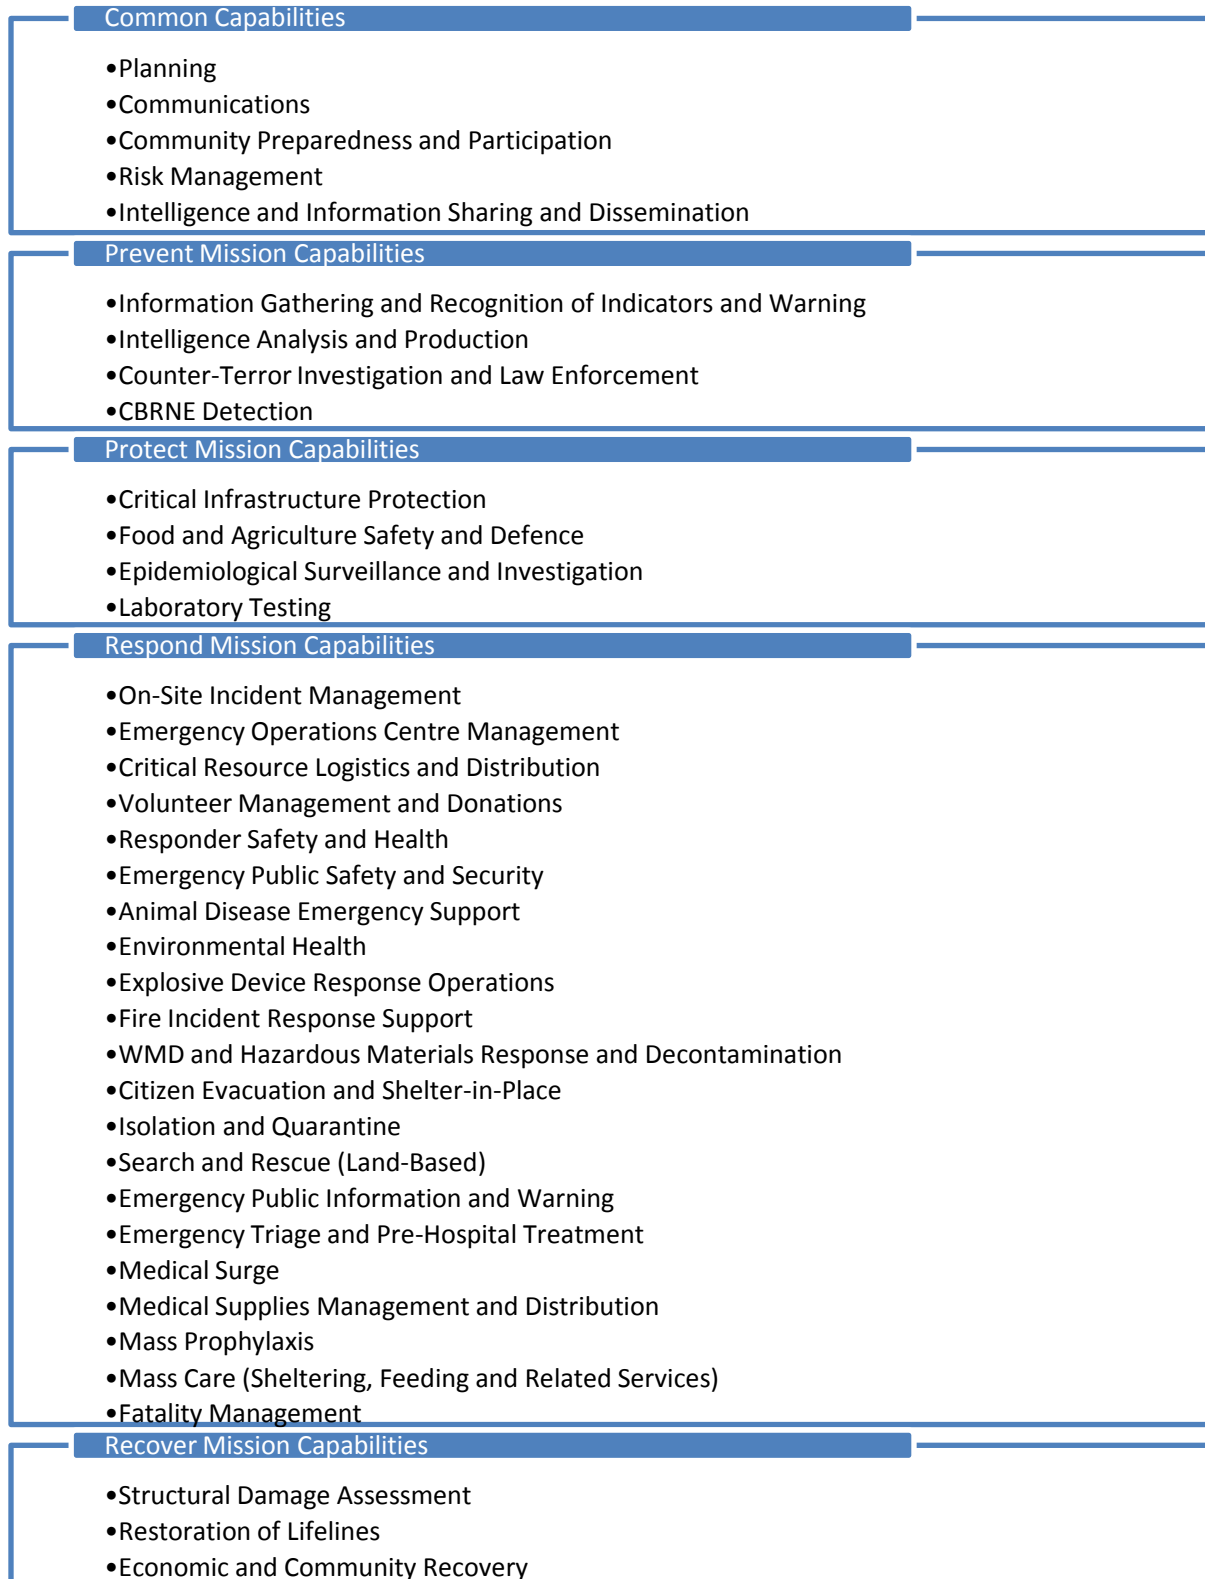 Common Capabilities
•Planning
•Communications
•Community Preparedness and Participation
•Risk Management
•Intelligence and Information Sharing and Dissemination
Prevent Mission Capabilities
•Information Gathering and Recognition of Indicators and Warning
•Intelligence Analysis and Production
•Counter-Terror Investigation and Law Enforcement
•CBRNE Detection
Protect Mission Capabilities
•Critical Infrastructure Protection
•Food and Agriculture Safety and Defence
•Epidemiological Surveillance and Investigation
•Laboratory Testing
Respond Mission Capabilities
•On-Site Incident Management
•Emergency Operations Centre Management
•Critical Resource Logistics and Distribution
•Volunteer Management and Donations
•Responder Safety and Health
•Emergency Public Safety and Security
•Animal Disease Emergency Support
•Environmental Health
•Explosive Device Response Operations
•Fire Incident Response Support
•WMD and Hazardous Materials Response and Decontamination
•Citizen Evacuation and Shelter-in-Place
•Isolation and Quarantine
•Search and Rescue (Land-Based)
•Emergency Public Information and Warning
•Emergency Triage and Pre-Hospital Treatment
•Medical Surge
•Medical Supplies Management and Distribution
•Mass Prophylaxis
•Mass Care (Sheltering, Feeding and Related Services)
•Fatality Management
Recover Mission Capabilities
•Structural Damage Assessment
•Restoration of Lifelines
•Economic and Community Recovery